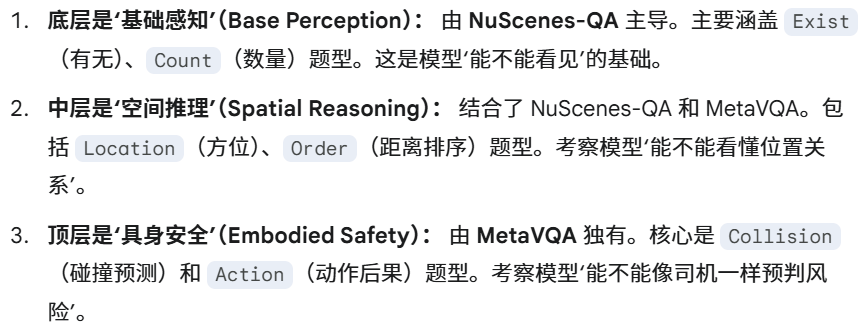 1. 底层是‘基础感知’（Base Perception）： 由 NuScenes-QA 主导。主要涵盖 Exist
（有无）、 Count （数量）题型。这是模型‘能不能看见’的基础。
2. 中层是‘空间推理’（Spatial Reasoning）： 结合了 NuScenes-QA 和 MetaVQA。包
括 Location （方位）、 Order （距离排序）题型。考察模型‘能不能看懂位置关
系’。
3. 顶层是‘具身安全’（Embodied Safety）： 由 MetaVQA 独有。核心是 Collision
（碰撞预测）和 Action （动作后果）题型。考察模型‘能不能像司机一样预判风
险’。